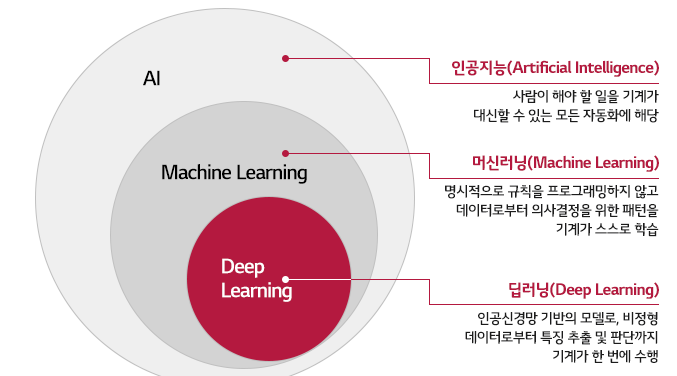 AI
Machine Learning
Deep
Learning
인공지능(Artificial Intelligence)
사람이 해야 할 일을 기계가
대신할 수 있는 모든 자동화에 해당
머신러닝(Machine Learning)
명시적으로 규칙을 프로그래밍하지 않고
데이터로부터 의사결정을 위한 패턴을
기계가 스스로 학습
딥러닝(Deep Learning)
인공신경망 기반의 모델로, 비정형
데이터로부터 특징 추출 및 판단까지
기계가 한 번에 수행